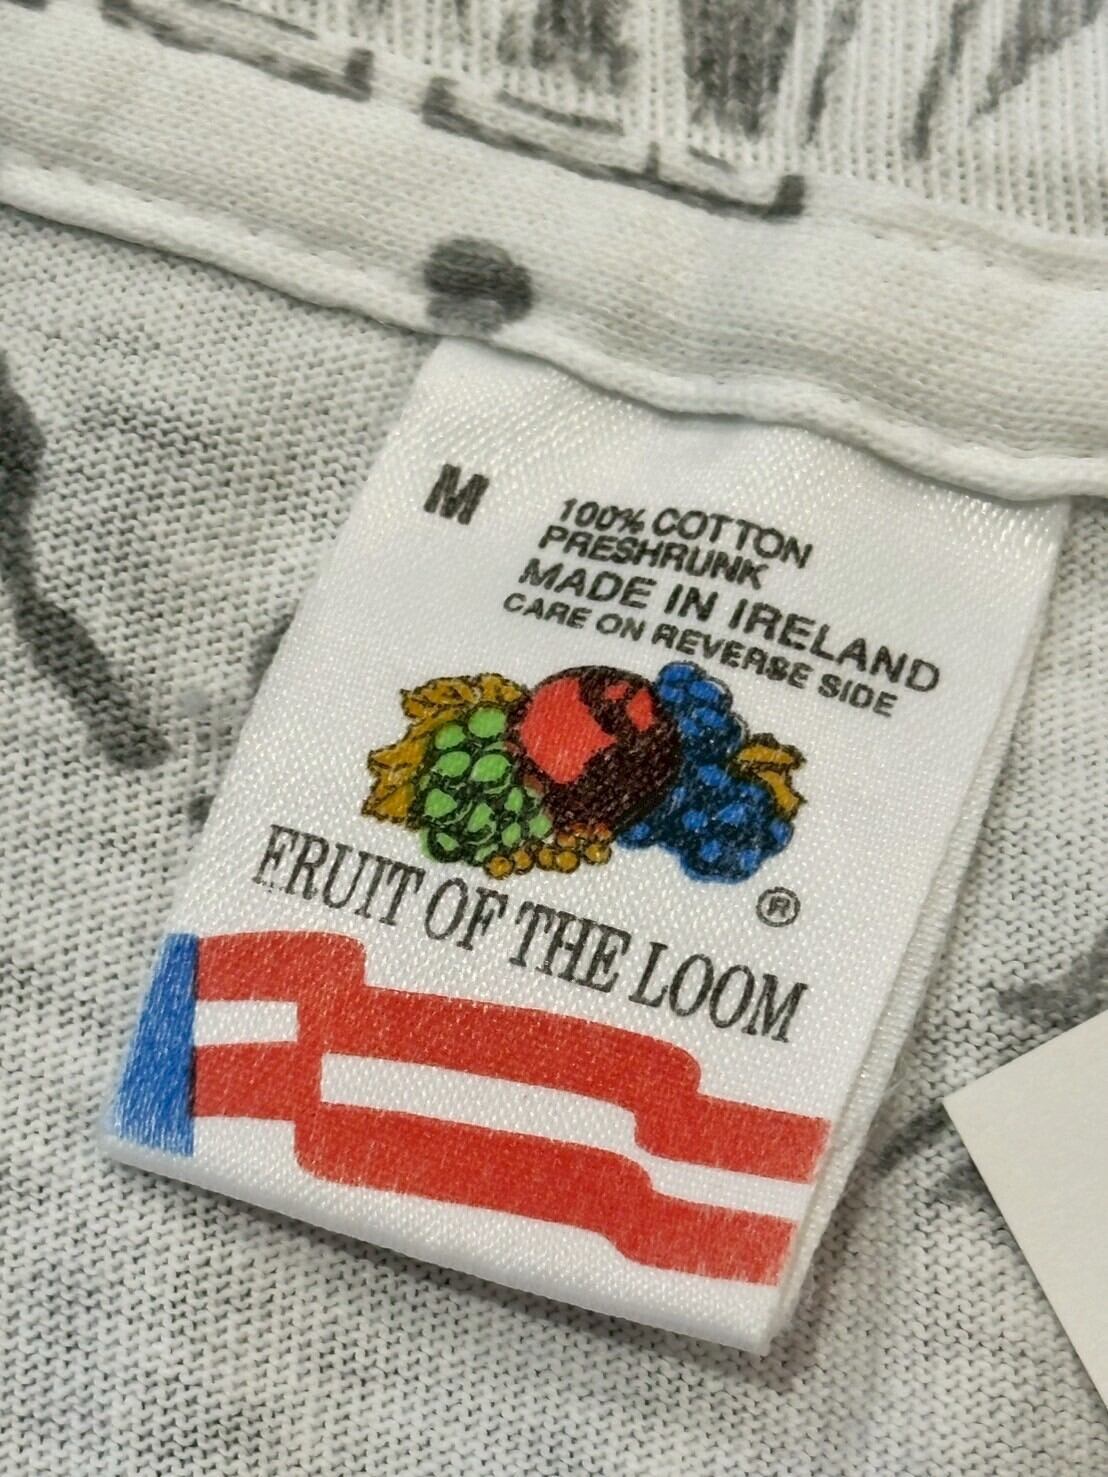 M
100% COTTON
PRESHRUNK
MADE IN IRELAND
CARE ON REVERSE SIDE
FRUIT OF THE LOOM
®